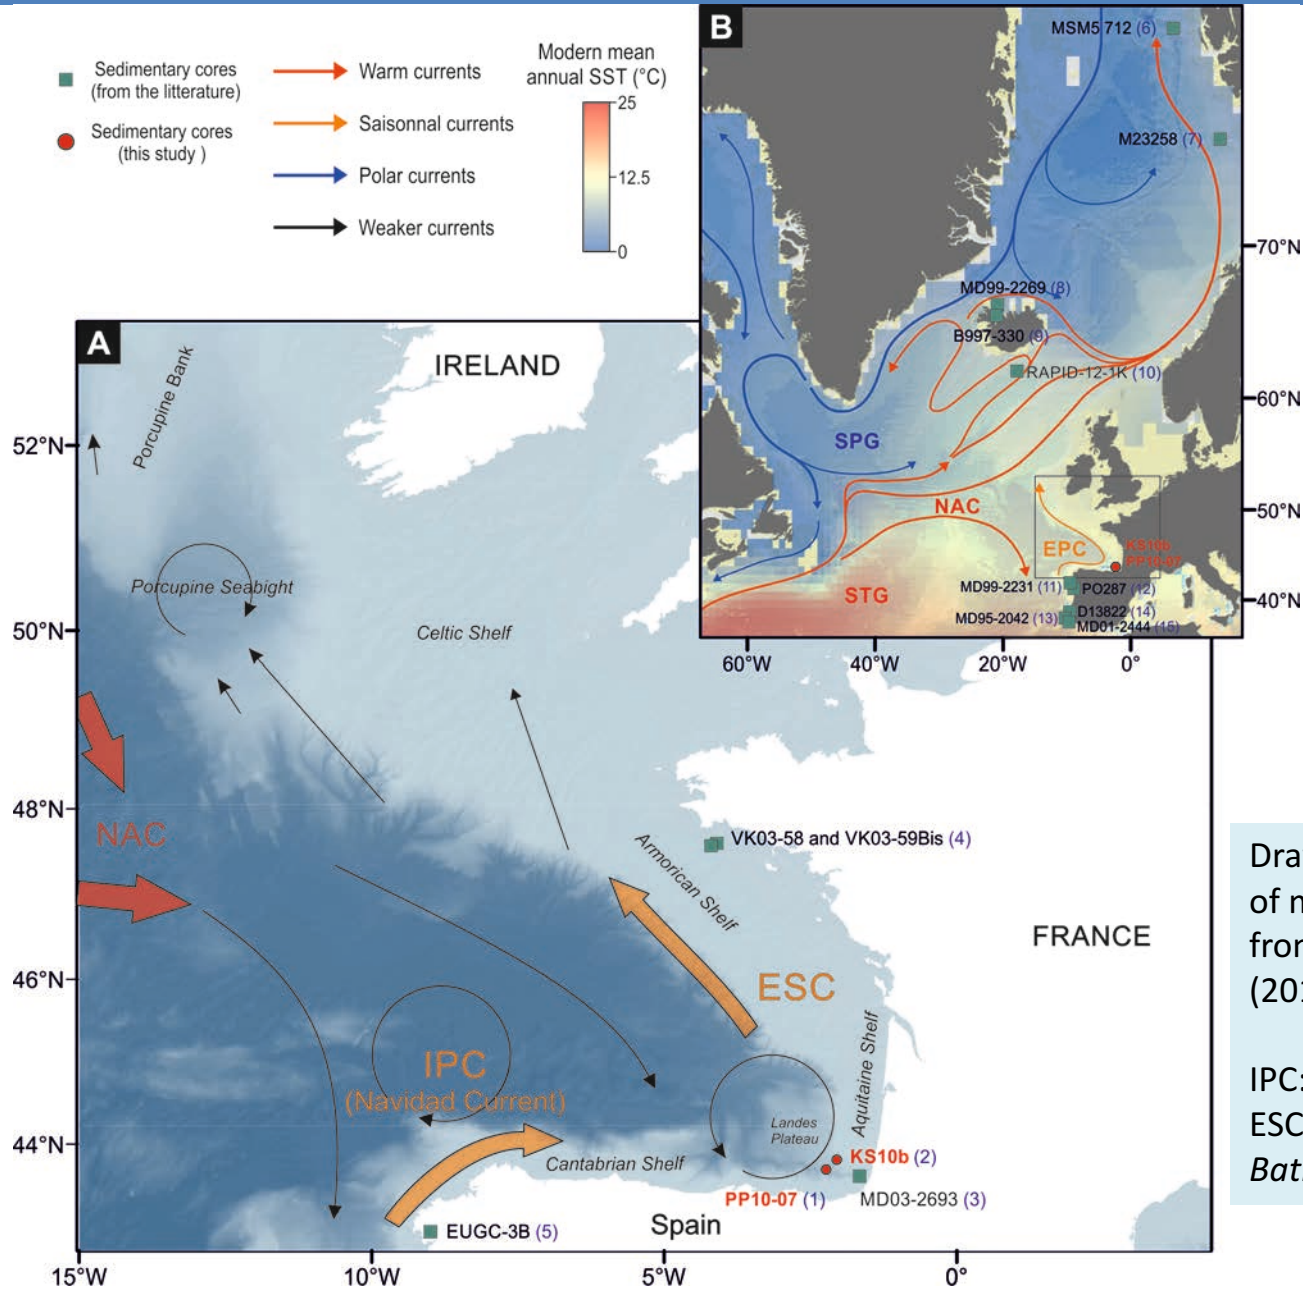 Sedimentary cores
(from the litterature)
Sedimentary cores
(this study )
Warm currents
Saisonnal currents
Polar currents
Weaker currents
Modern mean
annual SST (°C)
25
12.5
0
B
MSM5 712 (6)
M23258 (7)
MD99-2269 (8)
B997-330 (9)
RAPID-12-1K (10)
SPG
NAC
EPC
KS10b
PP10-07
STG
MD99-2231 (11)
PO287 (12)
MD95-2042 (13)
D13822 (14)
MD01-2444 (15)
70°N
60°N
50°N
40°N
60°W
40°W
20°W
0°
A
IRELAND
Porcupine Bank
52°N
Porcupine Seabight
Celtic Shelf
50°N
48°N
NAC
VK03-58 and VK03-59Bis (4)
Armorican Shelf
FRANCE
46°N
ESC
Aquitaine Shelf
IPC
(Navidad Current)
Landes
Plateau
44°N
Cantabrian Shelf
KS10b (2)
PP10-07 (1)
MD03-2693 (3)
Spain
EUGC-3B (5)
15°W
10°W
5°W
0°
IPC:
ESC